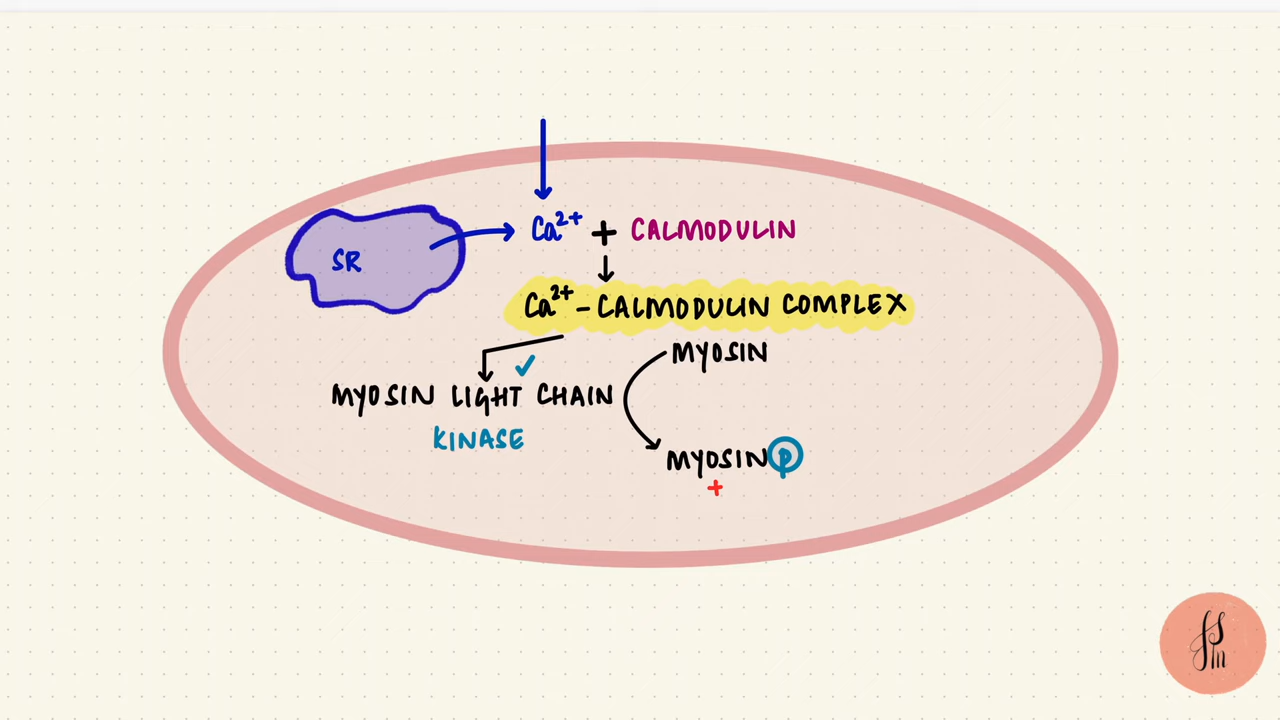 Ca²⁺ + CALMODULIN
SR
Ca²⁺ - CALMODULIN COMPLEX
MYOSIN
MYOSIN LIGHT CHAIN
KINASE
MYOSIN P
+